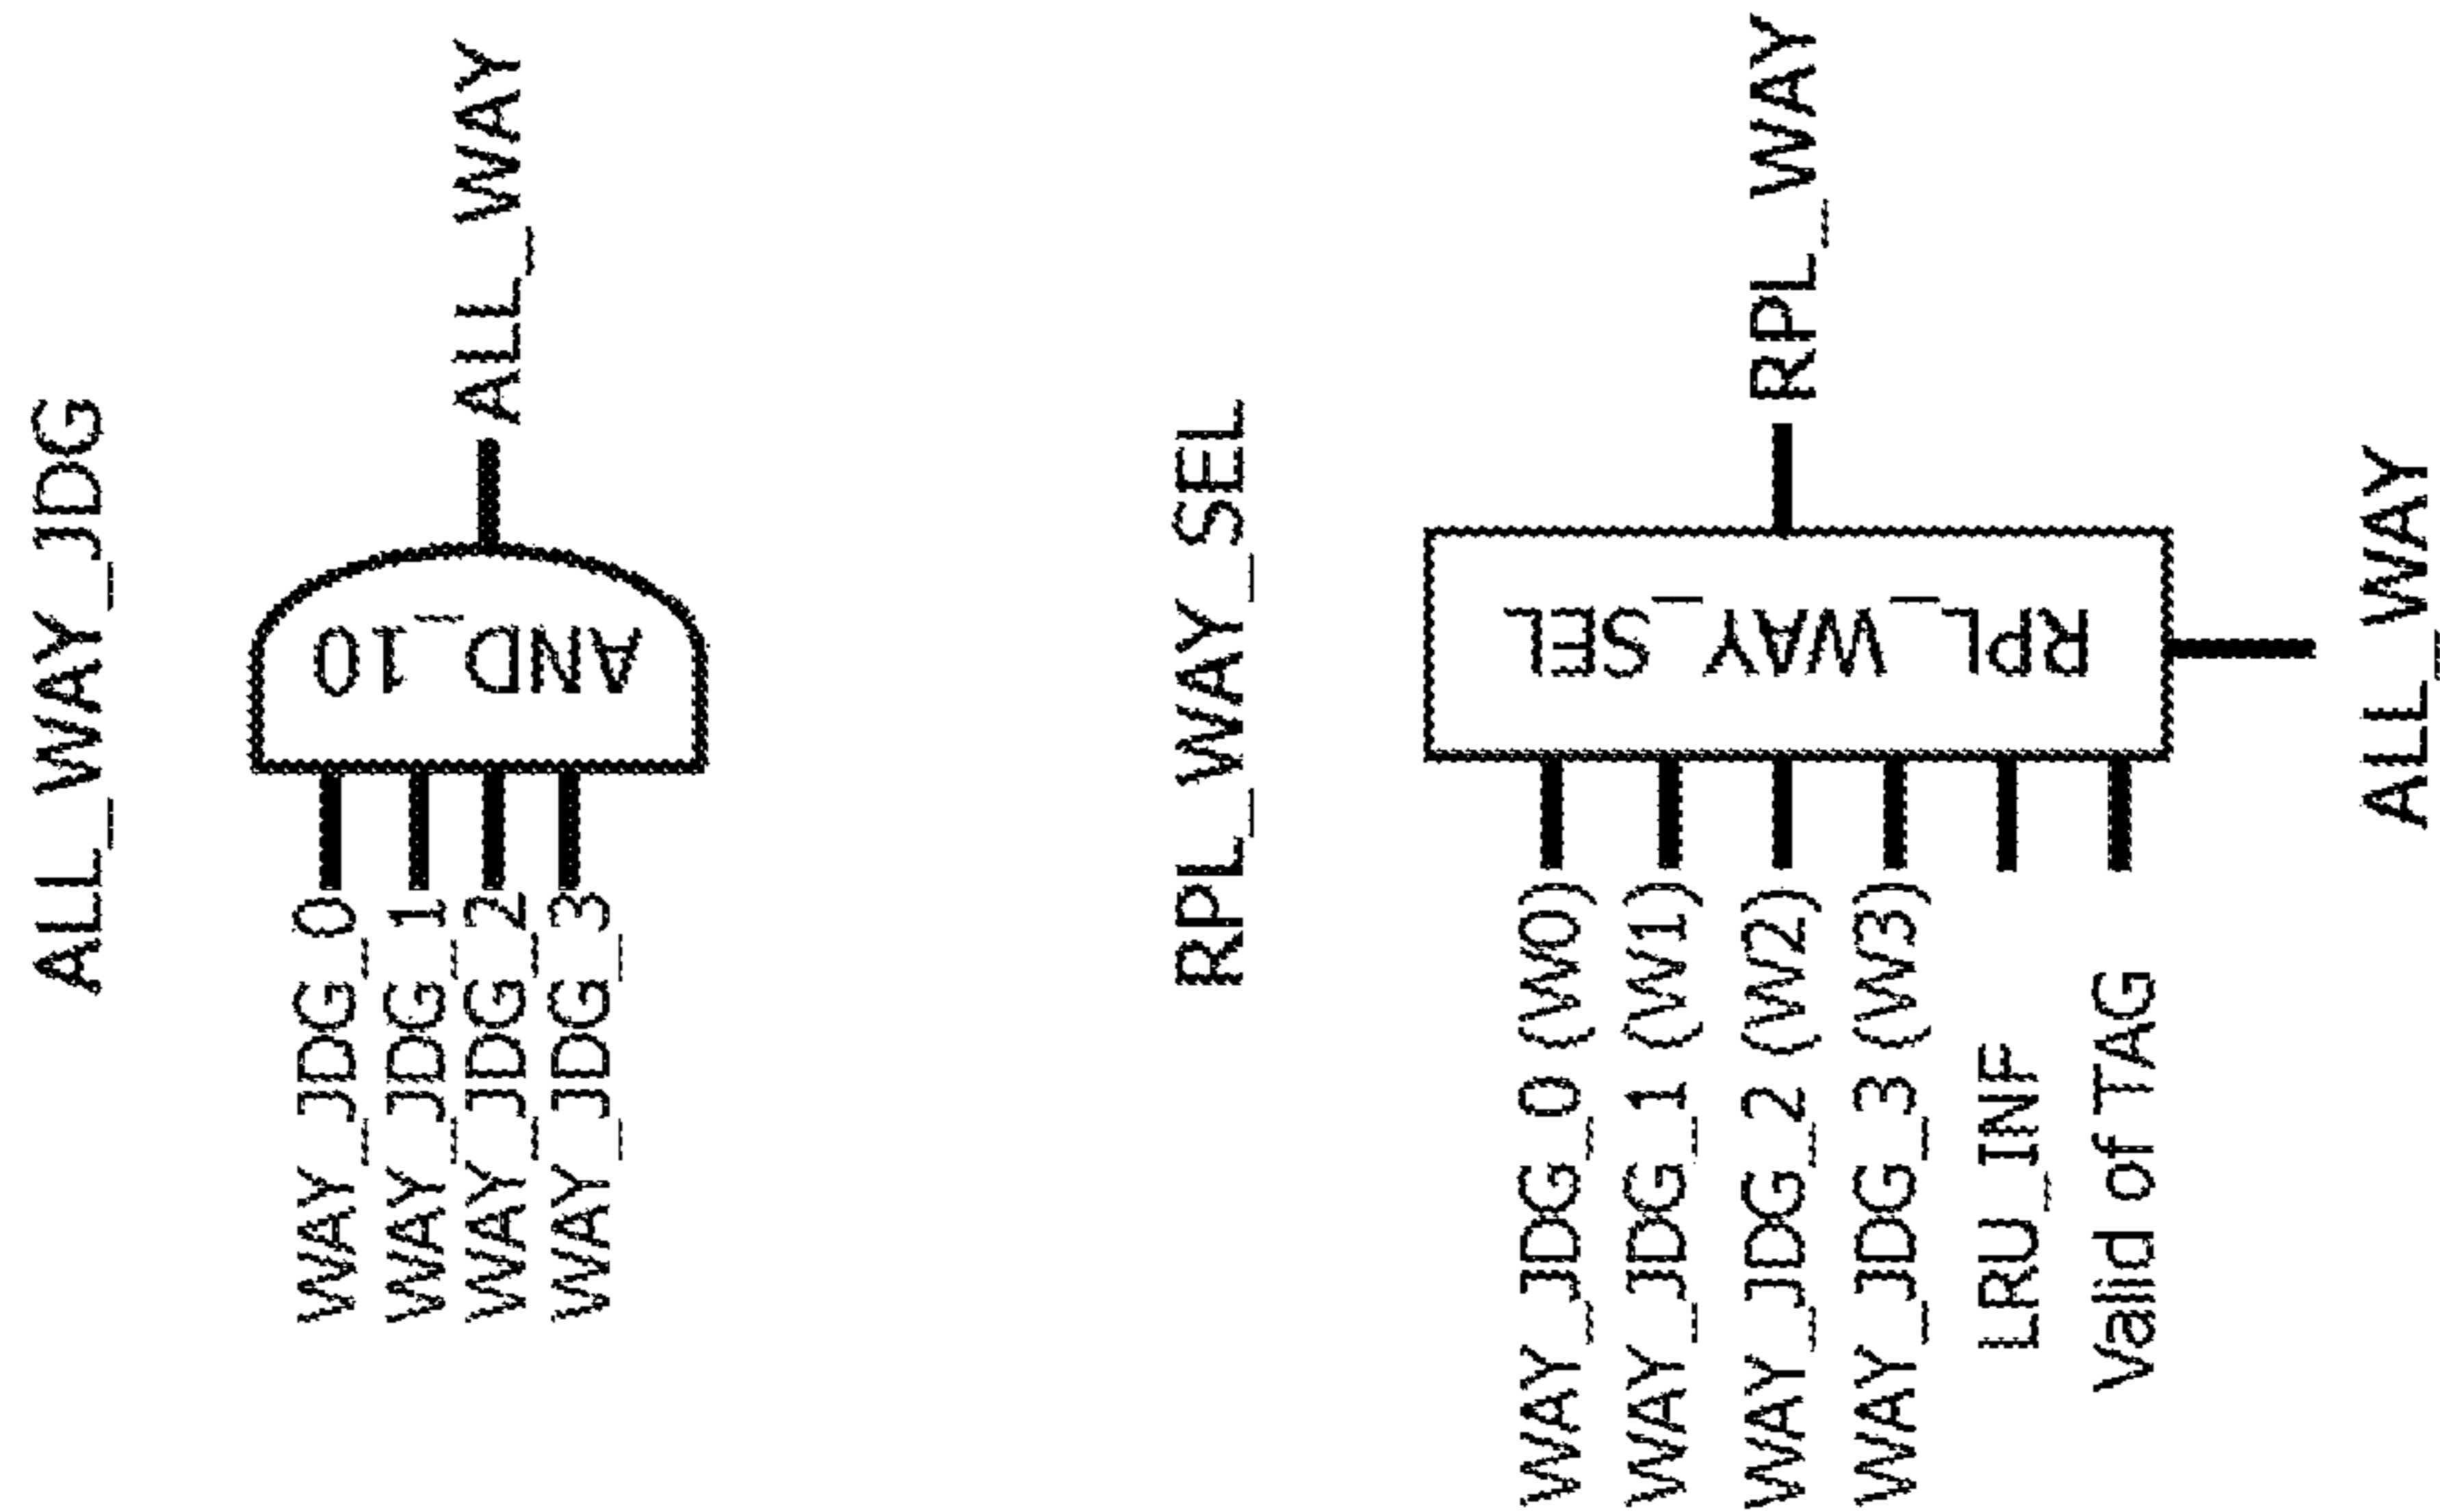 ALL_WAY_JDG
WAY_JDG_0
WAY_JDG_1
WAY_JDG_2
WAY_JDG_3
AND_10
ALL_WAY
RPL_WAY_SEL
WAY_JDG_0 (W0)
WAY_JDG_1 (W1)
WAY_JDG_2 (W2)
WAY_JDG_3 (W3)
LRU_INF
Valid of TAG
RPL_WAY_SEL
RPL_WAY
ALL_WAY